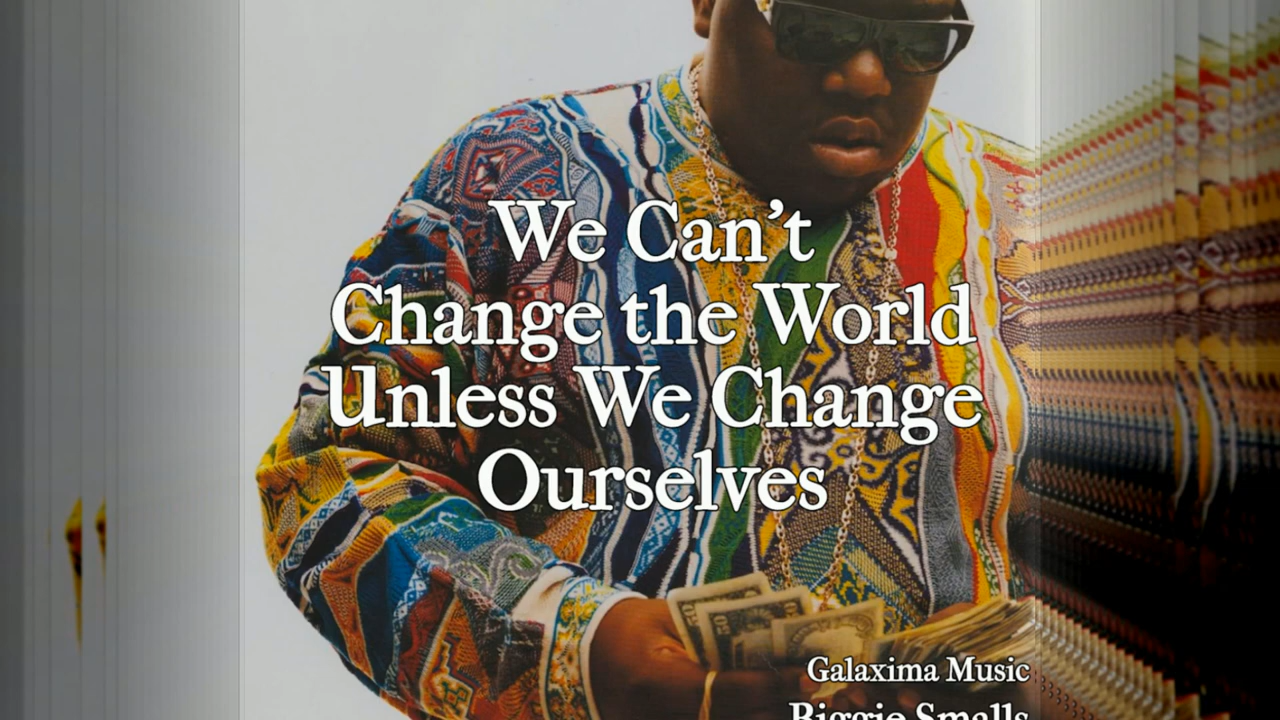 We Can’t
Change the World
Unless We Change
Ourselves
Galaxima Music
Biggie Smalls